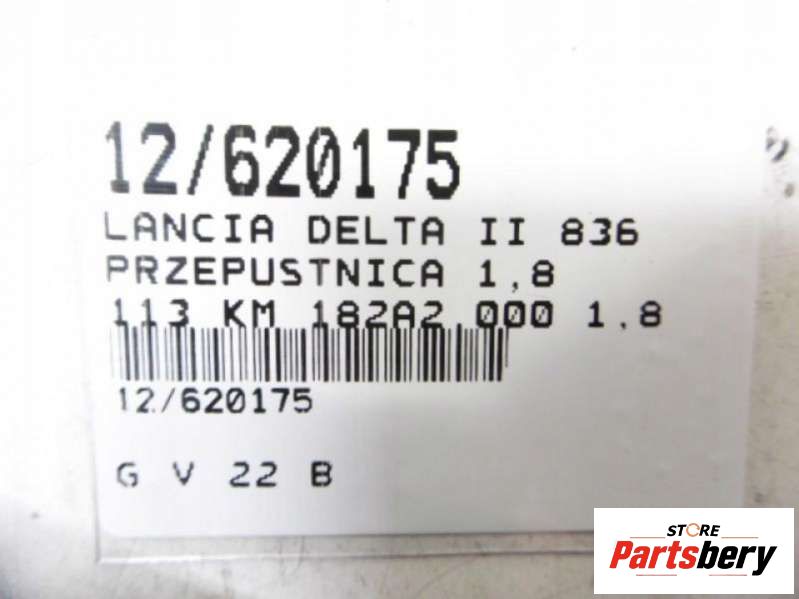 12/620175
LANCIA DELTA II 836
PRZEPUSTNICA 1,8
113 KM 182A2.000 1.8
12/620175
G V 22 B
STORE
Partsbery